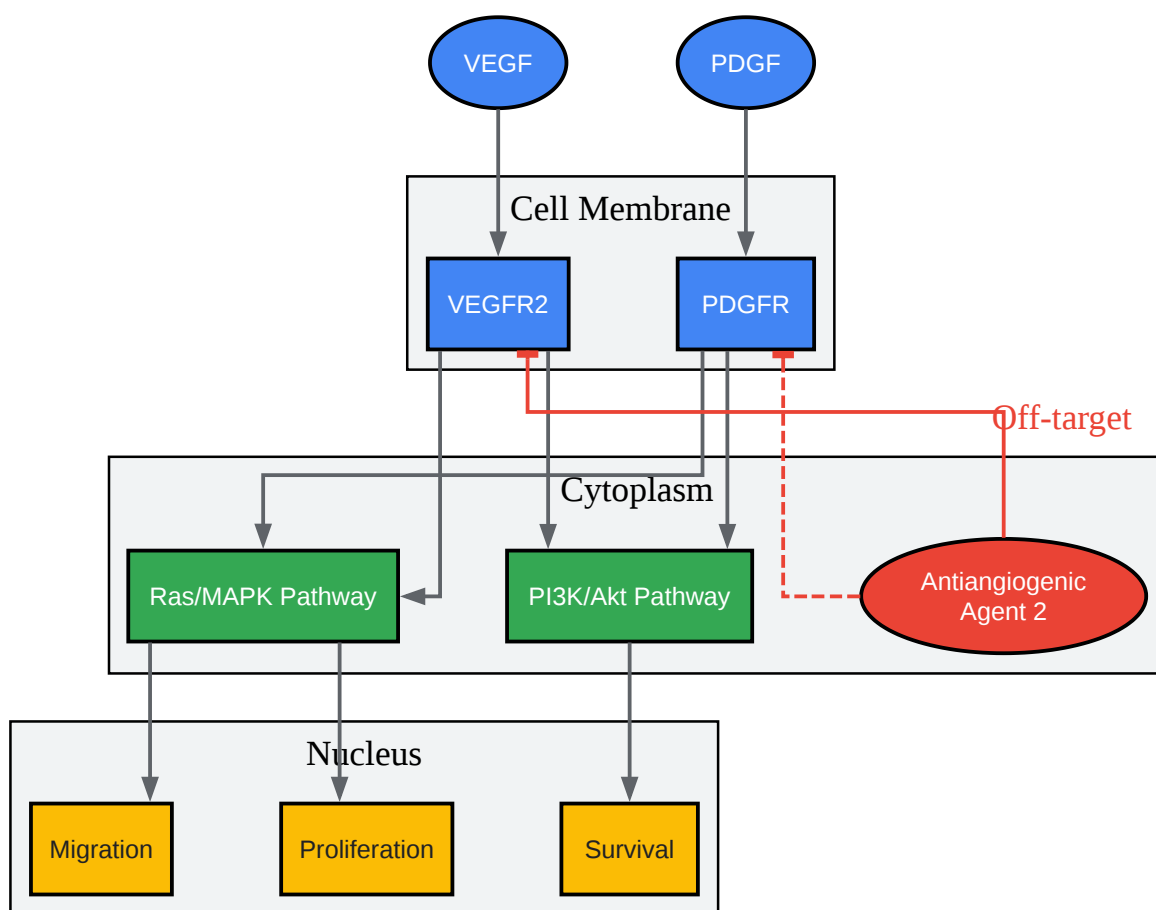 VEGF
PDGF
Cell Membrane
VEGFR2
PDGFR
Off-target
Cytoplasm
Ras/MAPK Pathway
PI3K/Akt Pathway
Antiangiogenic
Agent 2
Nucleus
Migration
Proliferation
Survival